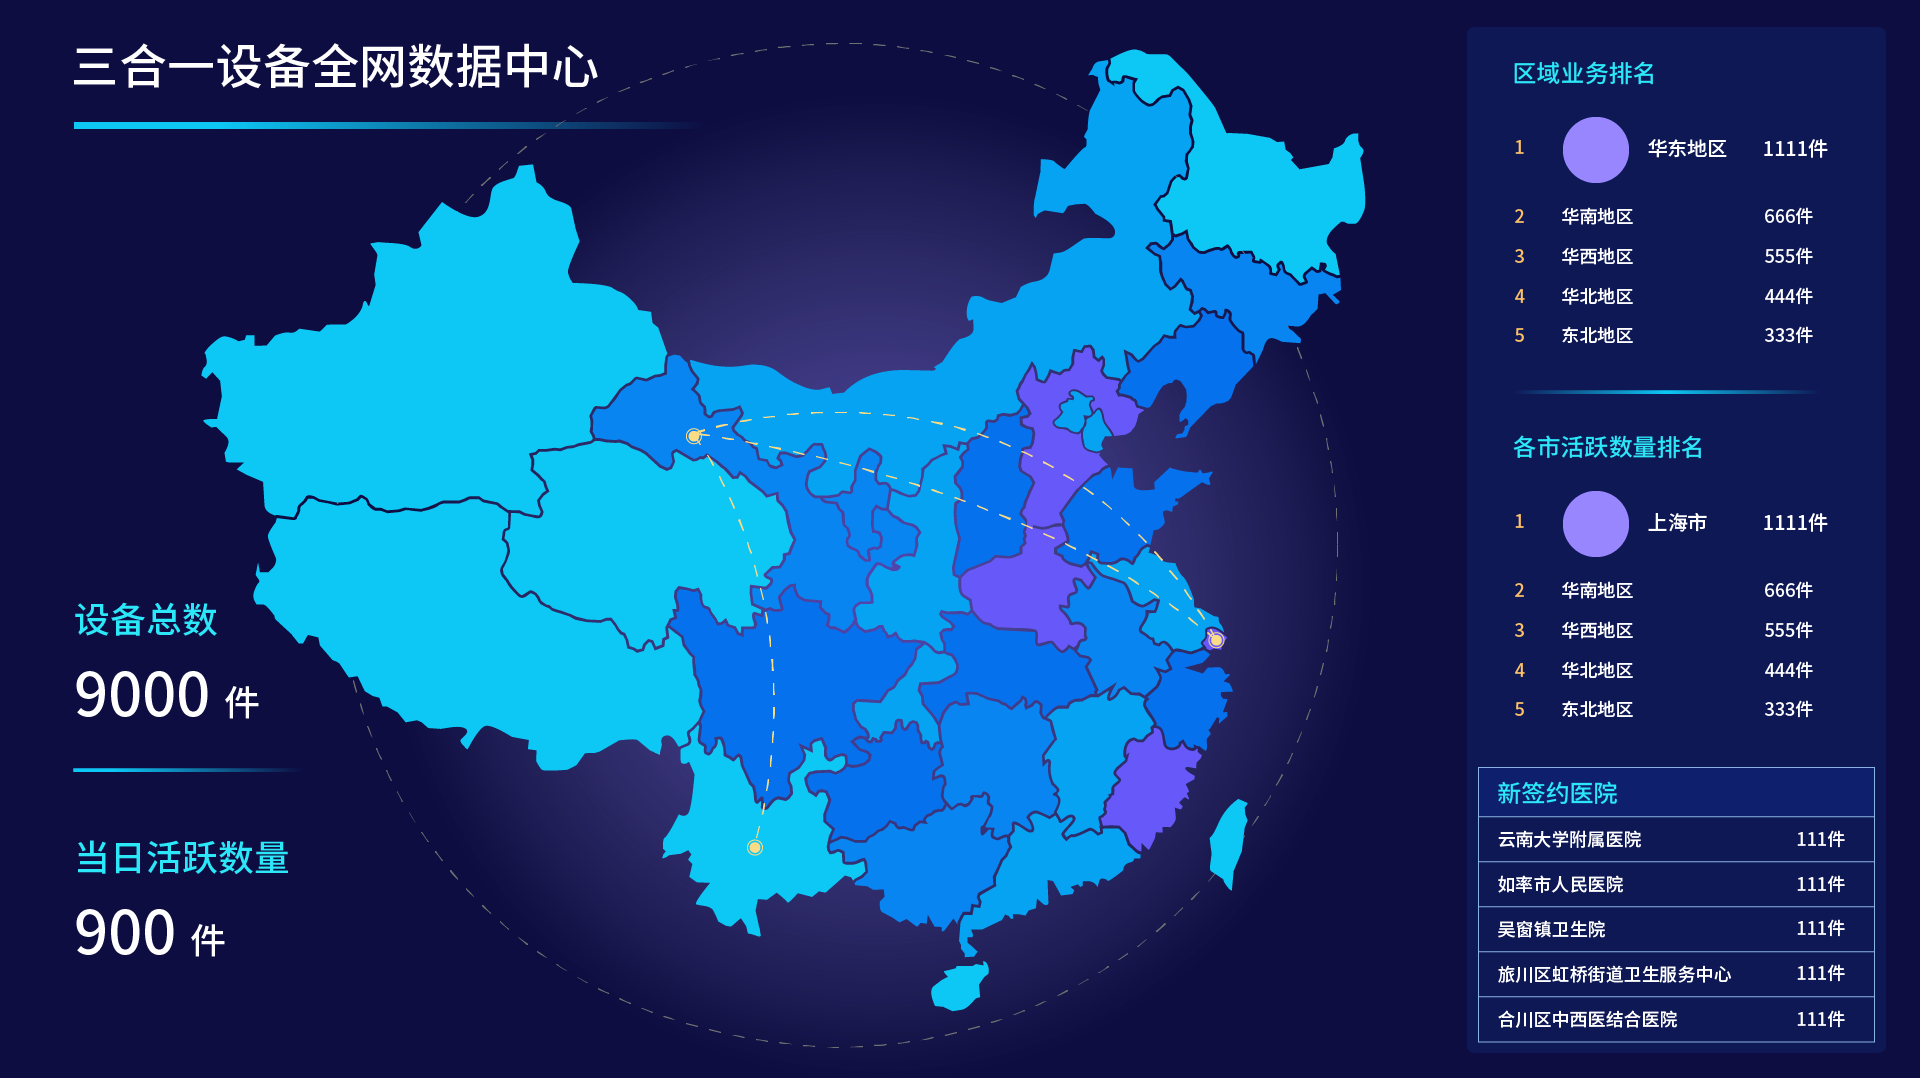 三合一设备全网数据中心
设备总数
9000 件
当日活跃数量
900 件
区域业务排名
1 华东地区 1111件
2 华南地区 666件
3 华西地区 555件
4 华北地区 444件
5 东北地区 333件
各市活跃数量排名
1 上海市 1111件
2 华南地区 666件
3 华西地区 555件
4 华北地区 444件
5 东北地区 333件
新签约医院
云南大学附属医院 111件
如率市人民医院 111件
吴窗镇卫生院 111件
旅川区虹桥街道卫生服务中心 111件
合川区中西医结合医院 111件